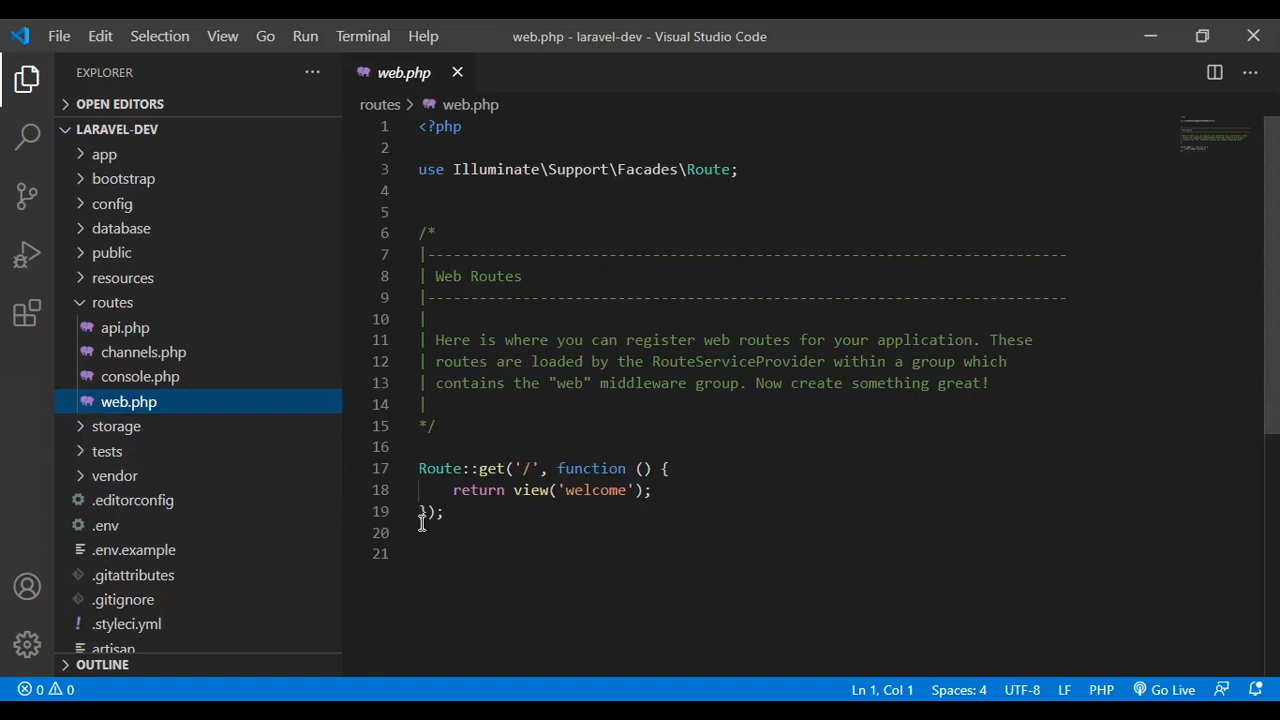 File Edit Selection View Go Run Terminal Help web.php - laravel-dev - Visual Studio Code
EXPLORER
OPEN EDITORS
LARAVEL-DEV
app
bootstrap
config
database
public
resources
routes
api.php
channels.php
console.php
web.php
storage
tests
vendor
.editorconfig
.env
.env.example
.gitattributes
.gitignore
.styleci.yml
artisan
OUTLINE
web.php
routes > web.php
1 <?php
2
3 use Illuminate\Support\Facades\Route;
4
5
6 /*
7 |--------------------------------------------------------------------------
8 | Web Routes
9 |--------------------------------------------------------------------------
10 |
11 | Here is where you can register web routes for your application. These
12 | routes are loaded by the RouteServiceProvider within a group which
13 | contains the "web" middleware group. Now create something great!
14 |
15 */
16
17 Route::get('/', function () {
18 return view('welcome');
19 });
20
21
0 0 Ln 1, Col 1 Spaces: 4 UTF-8 LF PHP Go Live